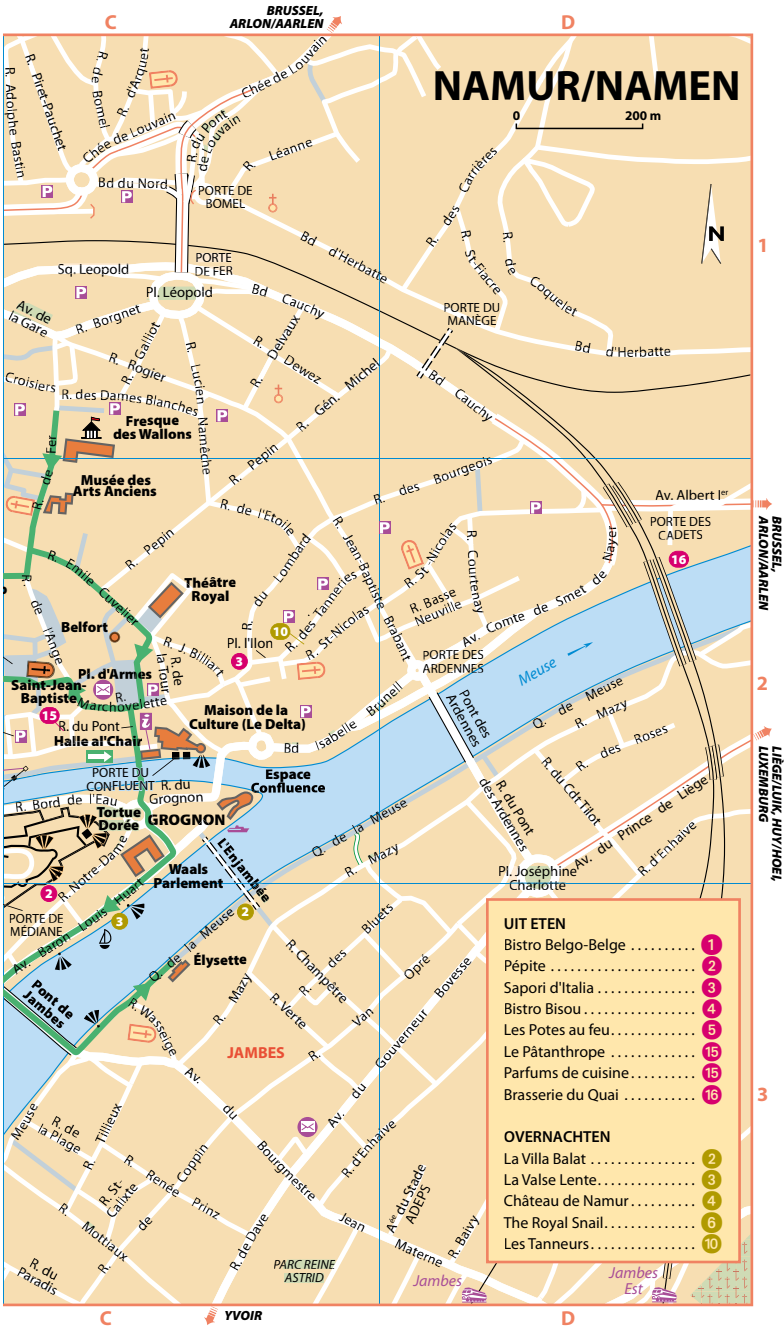 BRUSSEL,
ARLON/AARLEN
C
D
NAMUR/NAMEN
0 200 m
N
1
R. Adolphe Bastin
R. Piret-Pauchet
R. de Bomel
R. d'Arquet
Chée de Louvain
Chée de Louvain
R. du Pont
de Louvain
R. Léanne
Bd du Nord
P
P
PORTE DE
BOMEL
R. des Carrières
R. St-Fiacre
R. de Coquelet
Bd d'Herbatte
PORTE
DE FER
Sq. Leopold
P
Pl. Léopold
Bd Cauchy
PORTE DU
MANÈGE
Bd d'Herbatte
Av. de
la Gare
R. Borgnet
R. Gailliot
R. Rogier
R. Lucien Namêche
R. Delvaux
R. Dewez
R. Gén. Michel
Bd Cauchy
Croisiers
R. des Dames Blanches
P
P
P
Fresque
des Wallons
R. de Fer
R. Pepin
R. des Bourgeois
Musée des
Arts Anciens
R. de l'Etoile
P
P
P
Av. Albert Ier
PORTE DES
CADETS
16
BRUSSEL,
ARLON/AARLEN
R. Pepin
R. du Lombard
R. Jean-Baptiste Brabant
R. St-Nicolas
R. Courtenay
R. Basse
Neuville
Av. Comte de Smet de Nayer
R. Emile Cuvelier
Théâtre
Royal
P
R. des Tanneries
R. St-Nicolas
P
10
Belfort
R. de l'Ange
R. J. Billiart
Pl. l'Ilon
3
PORTE DES
ARDENNES
Meuse
2
Saint-Jean-
Baptiste
Pl. d'Armes
R. de
la Tour
R. Marchovelette
P
15
P
R. du Pont
i
Halle al'Chair
Maison de la
Culture (Le Delta)
P
Bd Isabelle Brunell
Pont des
Ardennes
Q. de Meuse
R. Mazy
R. des Roses
LIÈGE/LUIK, HUY/HOEI,
LUXEMBURG
PORTE DU
CONFLUENT
R. du
Grognon
Espace
Confluence
R. Bord de l'Eau
Tortue
Dorée
GROGNON
L'Enjambée
Q. de la Meuse
R. Mazy
R. du Pont
des Ardennes
R. du Cdt Tilot
Av. du Prince de Liège
R. d'Enhaive
Pl. Joséphine
Charlotte
R. Notre-Dame
Waals
Parlement
2
PORTE DE
MÉDIANE
Av. Baron Louis Huart
3
2
Q. de la Meuse
Élysette
Pont de
Jambes
R. Wasseige
R. Mazy
R. Champêtre
R. des Bluets
R. Verte
R. Van Opré
JAMBES
Av. du Gouverneur Bovesse
Av. du Bourgmestre Jean Materne
R. d'Enhaive
Meuse
R. de
la Plage
R. Tillieux
R. St-
Calixte
R. Renée Prinz
R. de Coppin
R. Mottiaux
R. du
Paradis
R. de Dave
PARC REINE
ASTRID
Aée du Stade
ADEPS
R. Baivy
Jambes
Jambes
Est
3
UIT ETEN
Bistro Belgo-Belge .......... 1
Pépite .................... 2
Sapori d'Italia .............. 3
Bistro Bisou ................ 4
Les Potes au feu............. 5
Le Pâtanthrope ............ 15
Parfums de cuisine .......... 15
Brasserie du Quai ........... 16
OVERNACHTEN
La Villa Balat ............... 2
La Valse Lente.............. 3
Château de Namur.......... 4
The Royal Snail.............. 6
Les Tanneurs............... 10
C
YVOIR
D